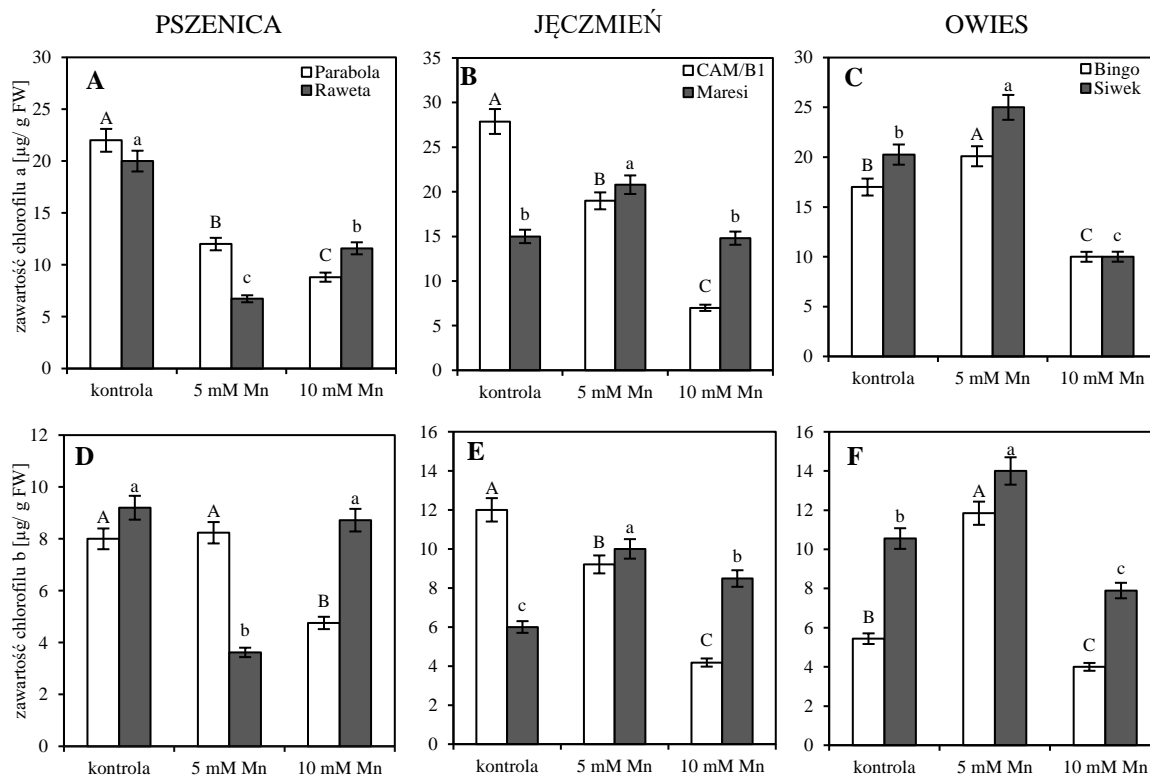 PSZENICA
JĘCZMIEŃ
OWIES
zawartość chlorofilu a [µg/ g FW]
A
Parabola
Raweta
30
25
20
15
10
5
0
A
a
B
c
C
b
kontrola
5 mM Mn
10 mM Mn
B
CAM/B1
Maresi
35
30
25
20
15
10
5
0
A
b
B
a
C
b
kontrola
5 mM Mn
10 mM Mn
C
Bingo
Siwek
30
25
20
15
10
5
0
B
b
A
a
C
c
kontrola
5 mM Mn
10 mM Mn
zawartość chlorofilu b [µg/ g FW]
D
12
10
8
6
4
2
0
A
a
A
b
B
a
kontrola
5 mM Mn
10 mM Mn
E
16
14
12
10
8
6
4
2
0
A
c
B
a
C
b
kontrola
5 mM Mn
10 mM Mn
F
16
14
12
10
8
6
4
2
0
B
b
A
a
C
c
kontrola
5 mM Mn
10 mM Mn